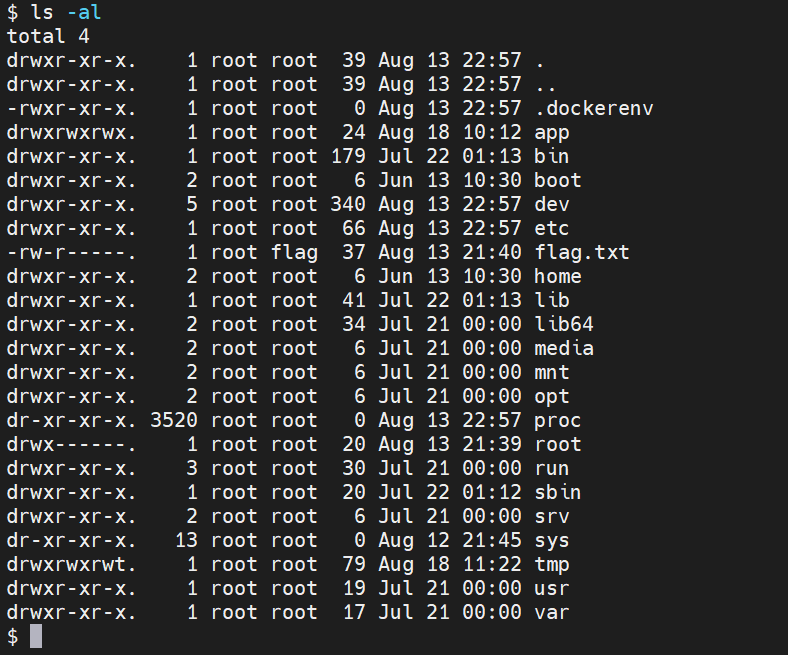 $ ls -al
total 4
drwxr-xr-x.    1 root root  39 Aug 13 22:57 .
drwxr-xr-x.    1 root root  39 Aug 13 22:57 ..
-rwxr-xr-x.    1 root root   0 Aug 13 22:57 .dockerenv
drwxrwxrwx.    1 root root  24 Aug 18 10:12 app
drwxr-xr-x.    1 root root 179 Jul 22 01:13 bin
drwxr-xr-x.    2 root root   6 Jun 13 10:30 boot
drwxr-xr-x.    5 root root 340 Aug 13 22:57 dev
drwxr-xr-x.    1 root root  66 Aug 13 22:57 etc
-rw-r-----.    1 root flag  37 Aug 13 21:40 flag.txt
drwxr-xr-x.    2 root root   6 Jun 13 10:30 home
drwxr-xr-x.    1 root root  41 Jul 22 01:13 lib
drwxr-xr-x.    2 root root  34 Jul 21 00:00 lib64
drwxr-xr-x.    2 root root   6 Jul 21 00:00 media
drwxr-xr-x.    2 root root   6 Jul 21 00:00 mnt
drwxr-xr-x.    2 root root   6 Jul 21 00:00 opt
dr-xr-xr-x. 3520 root root   0 Aug 13 22:57 proc
drwx------.    1 root root  20 Aug 13 21:39 root
drwxr-xr-x.    3 root root  30 Jul 21 00:00 run
drwxr-xr-x.    1 root root  20 Jul 22 01:12 sbin
drwxr-xr-x.    2 root root   6 Jul 21 00:00 srv
dr-xr-xr-x.   13 root root   0 Aug 12 21:45 sys
drwxrwxrwt.    1 root root  79 Aug 18 11:22 tmp
drwxr-xr-x.    1 root root  19 Jul 21 00:00 usr
drwxr-xr-x.    1 root root  17 Jul 21 00:00 var
$